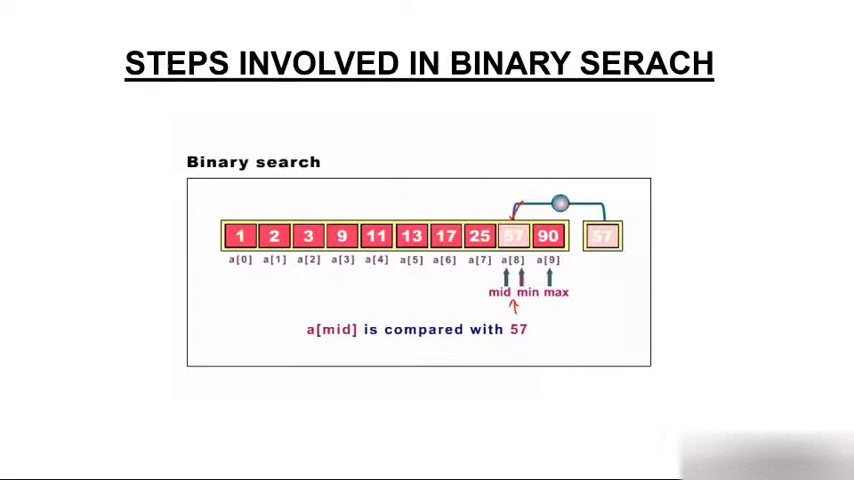 STEPS INVOLVED IN BINARY SERACH
Binary search
1 2 3 9 11 13 17 25 57 90 57
a[0] a[1] a[2] a[3] a[4] a[5] a[6] a[7] a[8] a[9]
mid min max
a[mid] is compared with 57